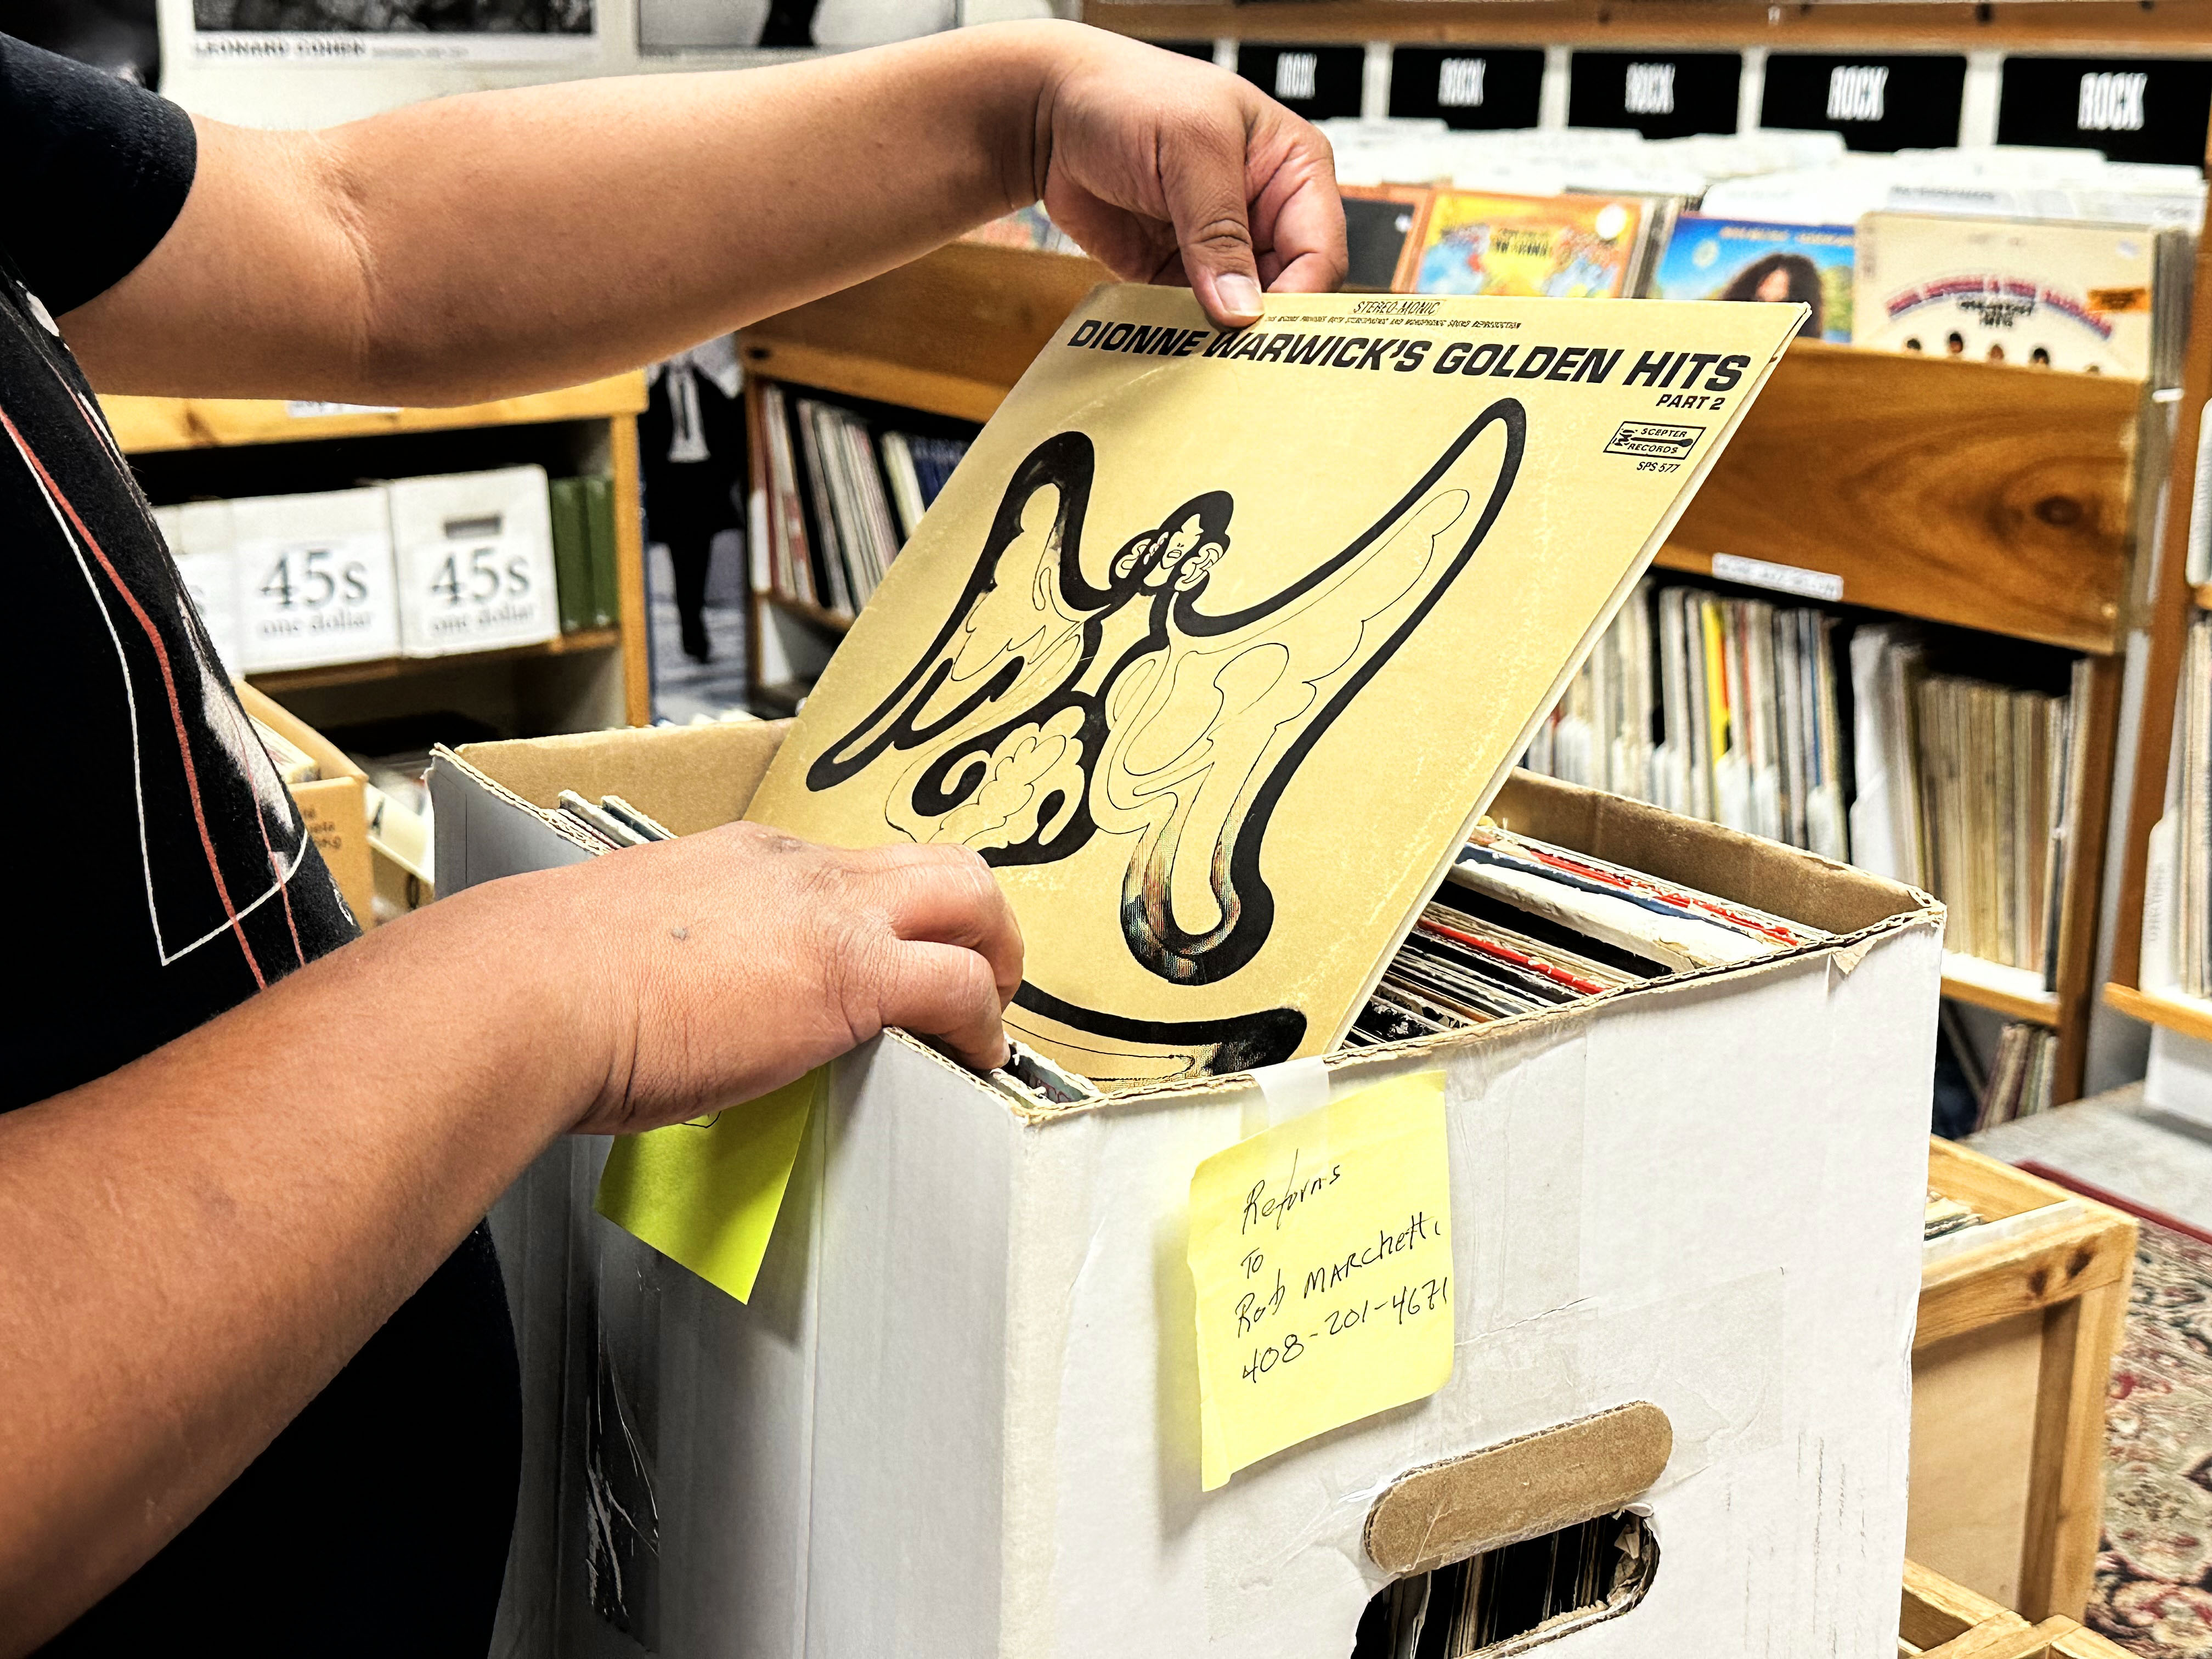 LEONARD COHEN
ROCK
ROCK
ROCK
ROCK
ROCK
STEREO-MONIC
DIONNE WARWICK'S GOLDEN HITS
PART 2
SCEPTER
RECORDS
SPS 577
45s
one dollar
45s
one dollar
Returns
To
Rob MARchetti
408-201-4671